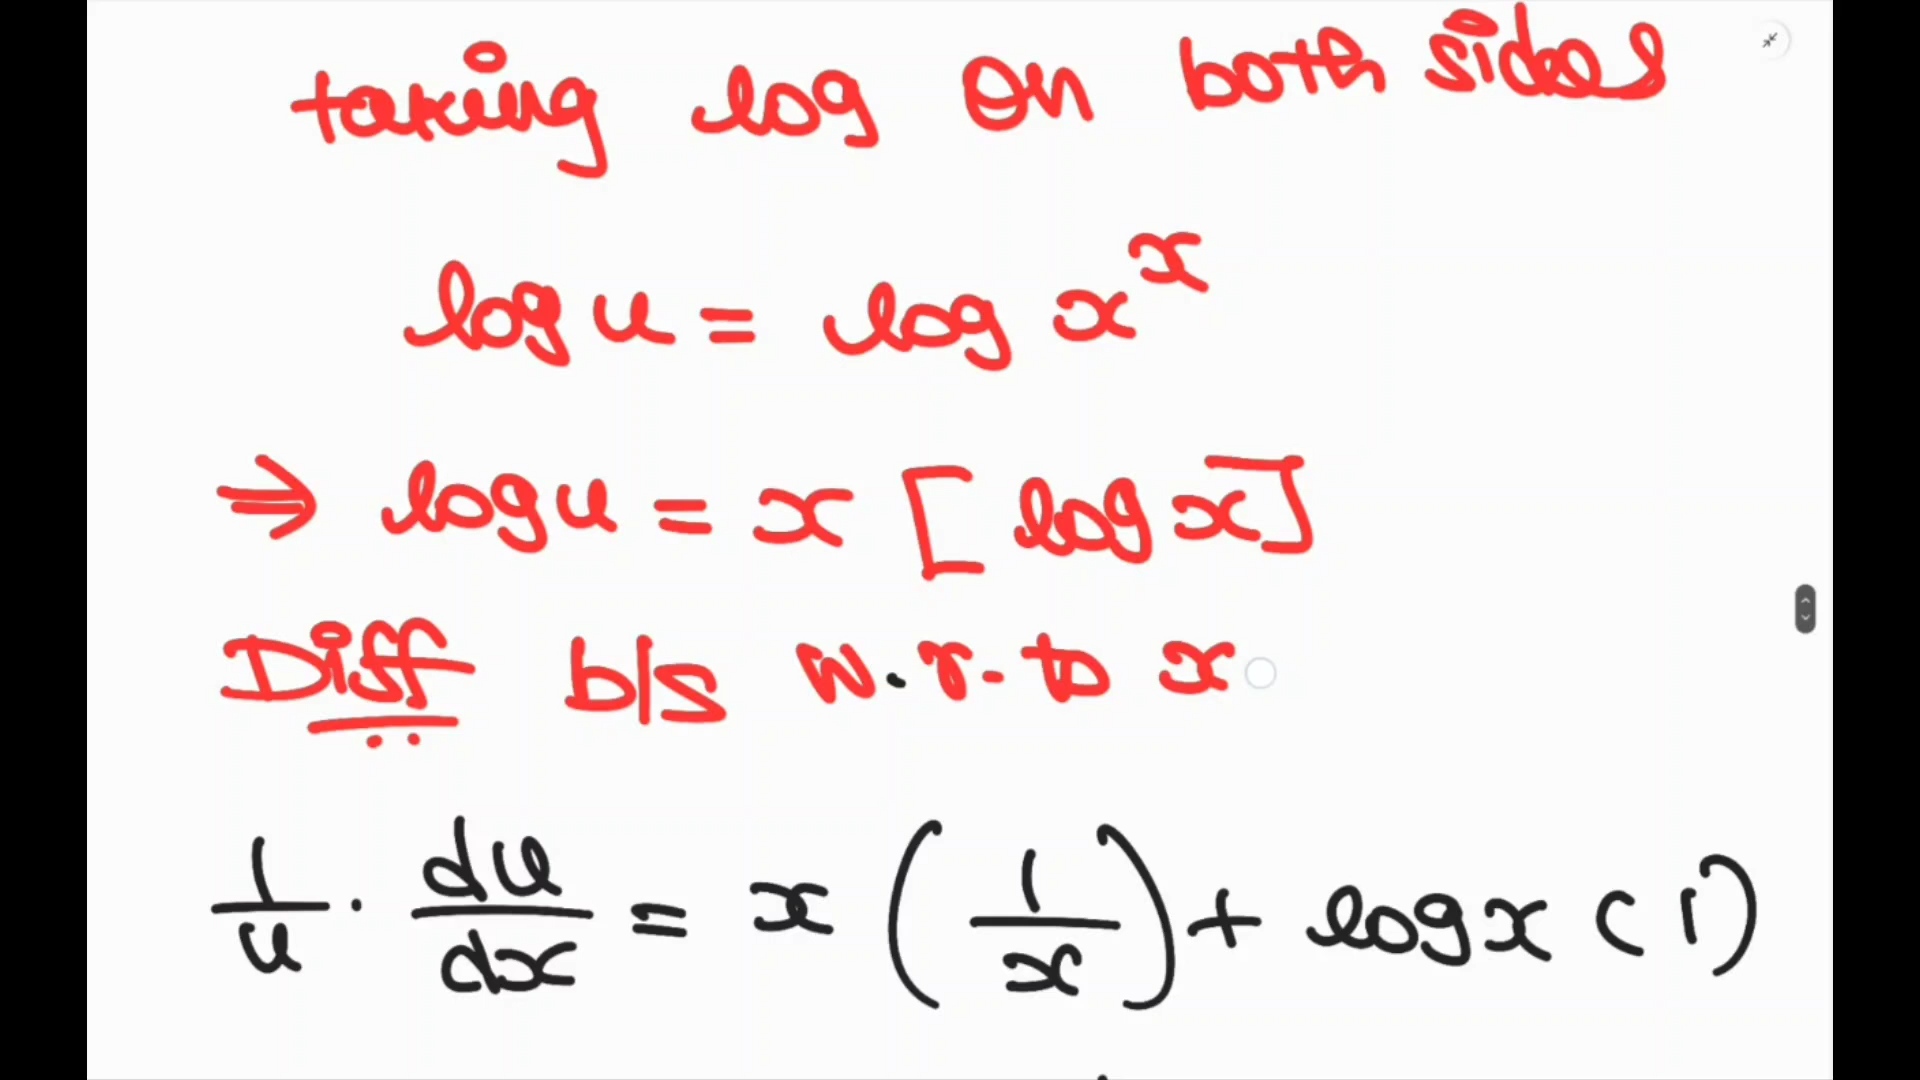 taking log on both sides
log u = log x^x
⇒ log u = x [log x]
Diff b/s w.r.to x
1/u · du/dx = x (1/x) + log x (1)